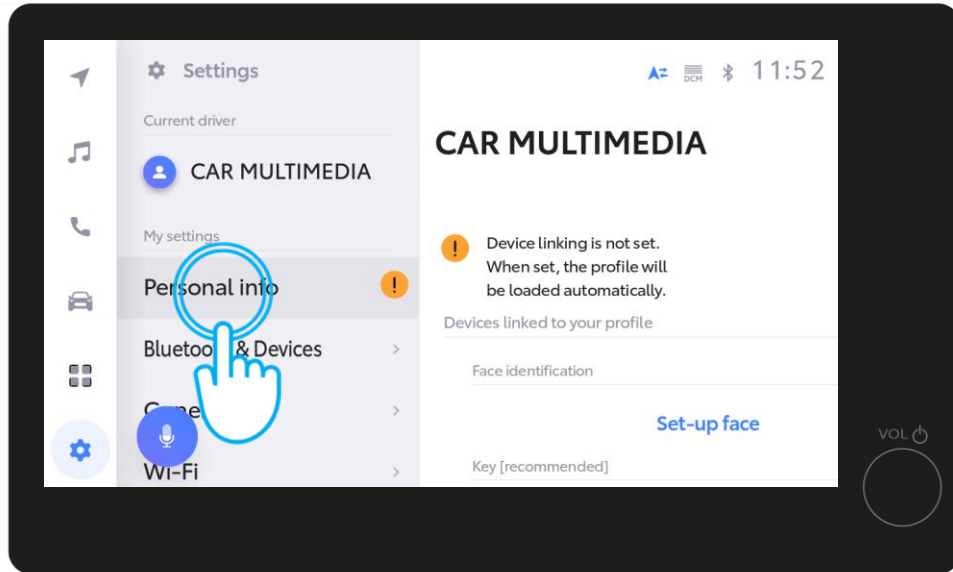 Settings
11:52
DCM
Current driver
CAR MULTIMEDIA
My settings
Personal info
Bluetooth & Devices
Wi-Fi
CAR MULTIMEDIA
Device linking is not set.
When set, the profile will
be loaded automatically.
Devices linked to your profile
Face identification
Set-up face
Key [recommended]
VOL